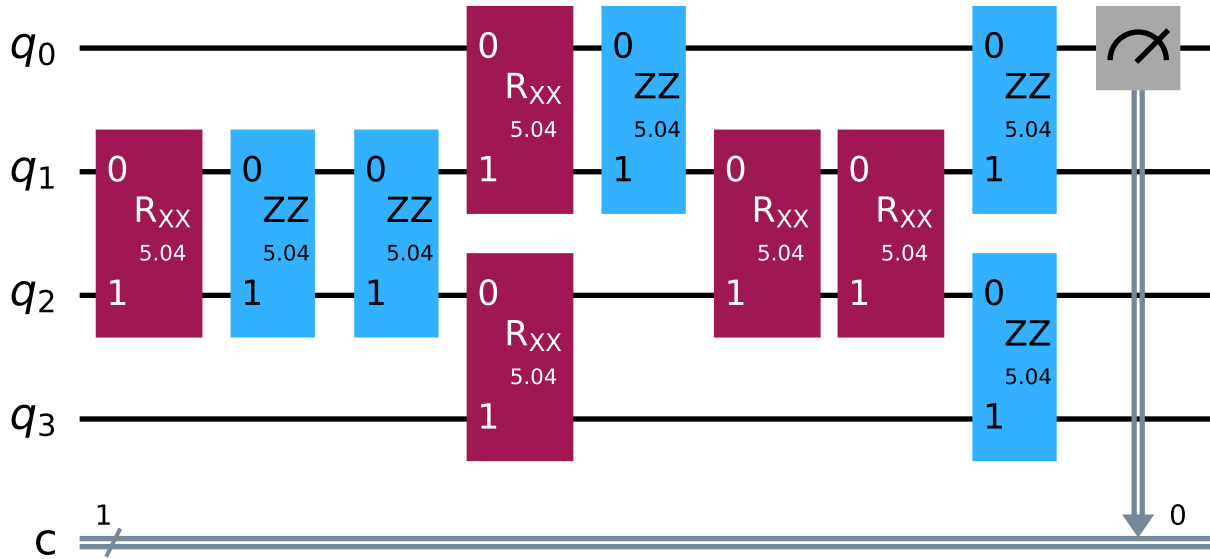 q0 0 0 0
RXX ZZ ZZ
5.04 5.04 5.04
q1 0 0 0 1 1 0 0 1
RXX ZZ ZZ RXX RXX
5.04 5.04 5.04 5.04 5.04
q2 1 1 1 0 1 1 0
RXX ZZ
5.04 5.04
q3 1 1
1 0
c